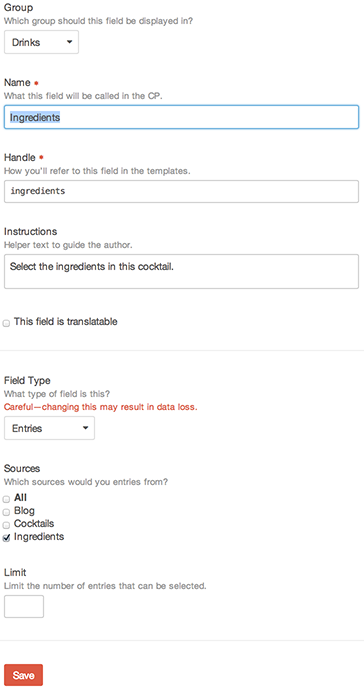 Group
Which group should this field be displayed in?
Drinks
Name *
What this field will be called in the CP.
Ingredients
Handle *
How you'll refer to this field in the templates.
ingredients
Instructions
Helper text to guide the author.
Select the ingredients in this cocktail.
This field is translatable
Field Type
What type of field is this?
Careful—changing this may result in data loss.
Entries
Sources
Which sources would you entries from?
All
Blog
Cocktails
Ingredients
Limit
Limit the number of entries that can be selected.
Save